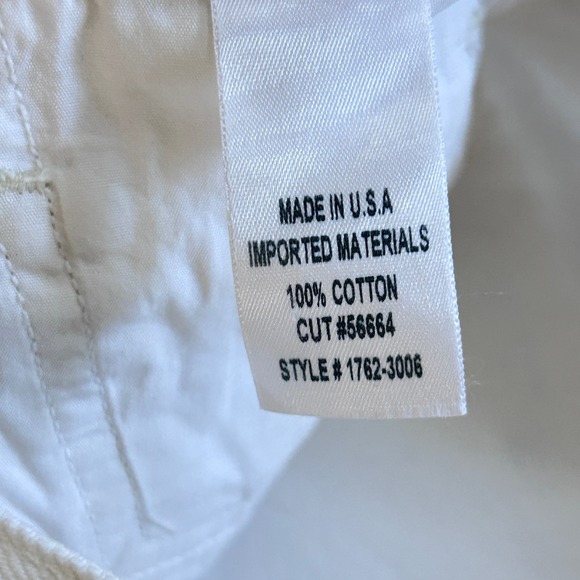 MADE IN U.S.A
IMPORTED MATERIALS
100% COTTON
CUT #56664
STYLE # 1762-3006